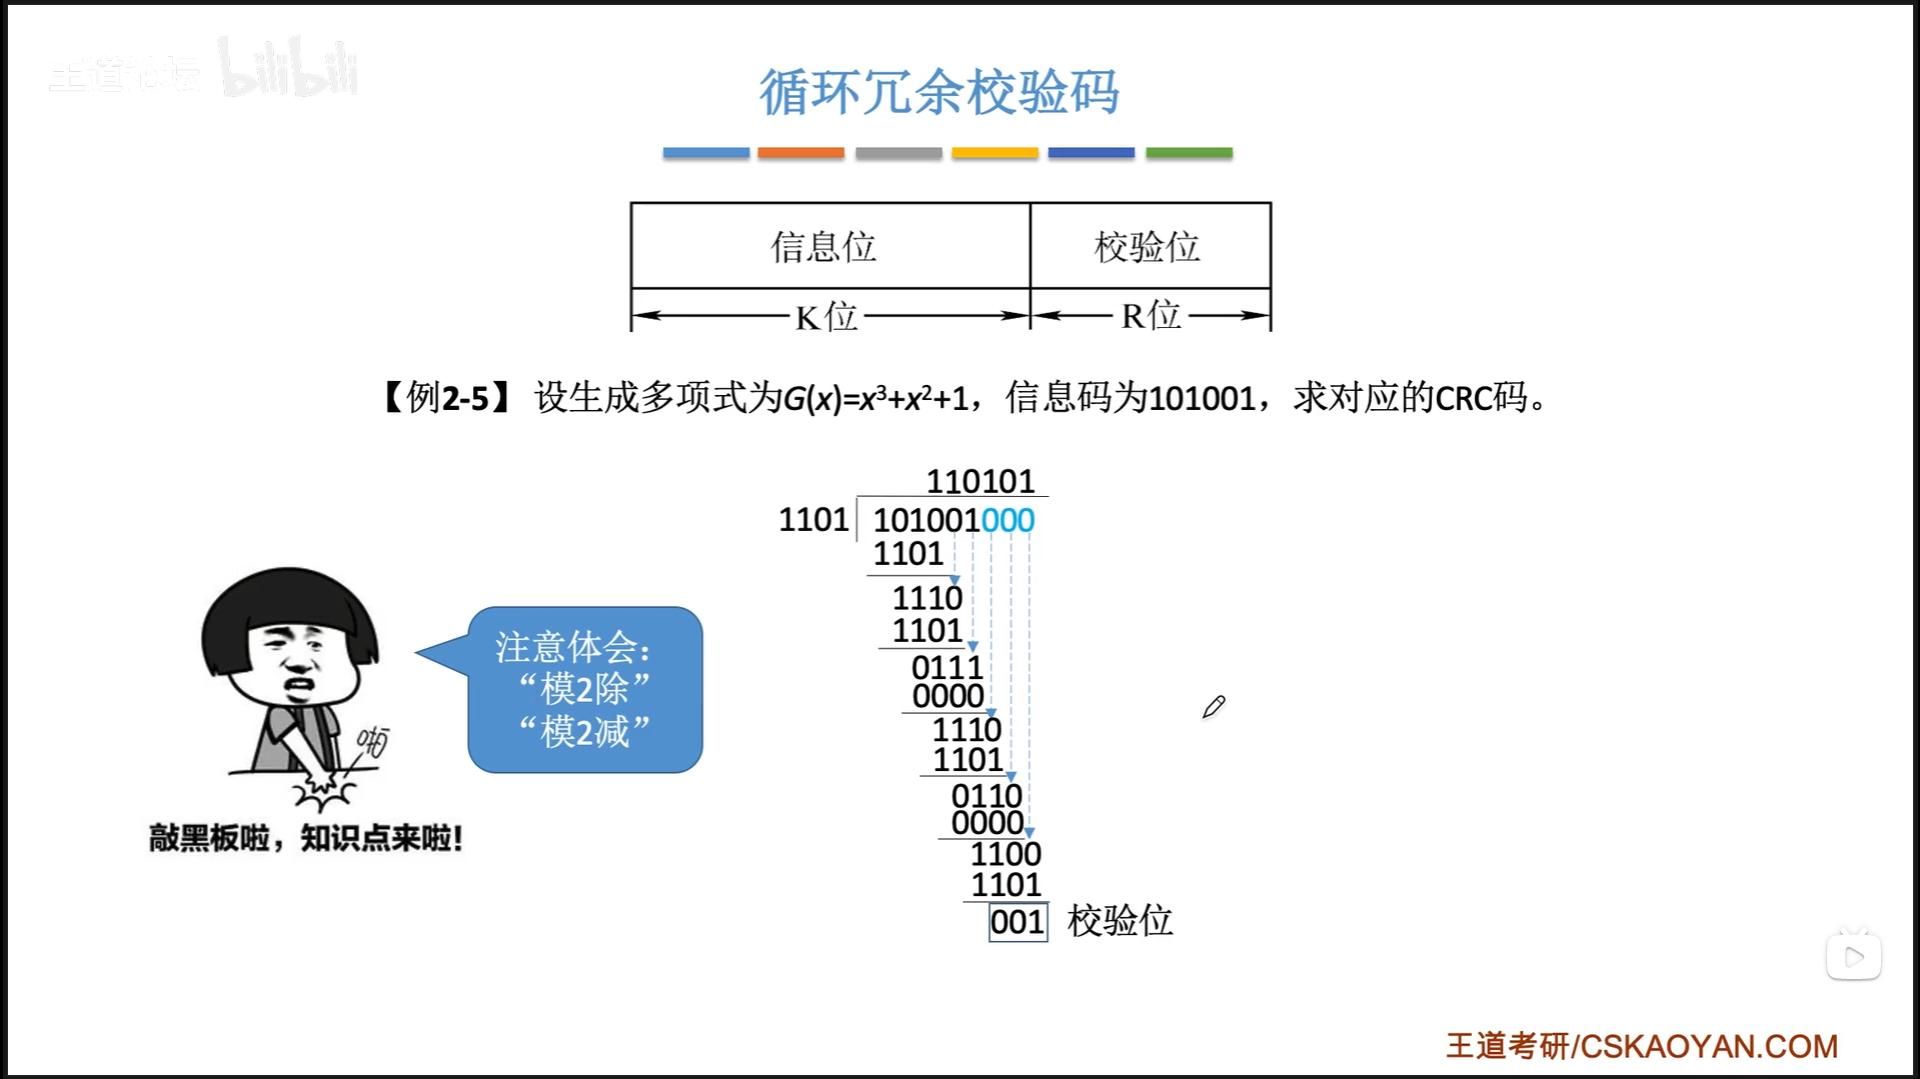 王道论坛 bilibili
循环冗余校验码
信息位 校验位
K位 R位
【例2-5】 设生成多项式为G(x)=x³+x²+1，信息码为101001，求对应的CRC码。
110101
1101 101001000
1101
1110
1101
0111
0000
1110
1101
0110
0000
1100
1101
001 校验位
注意体会：
“模2除”
“模2减”
啪
敲黑板啦，知识点来啦！
王道考研/CSKAOYAN.COM